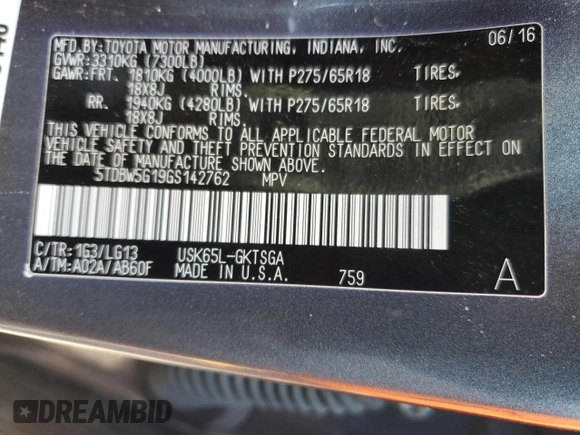 MFD.BY:TOYOTA MOTOR MANUFACTURING, INDIANA, INC. 06/16
GVWR:3310KG (7300LB)
GAWR:FRT. 1810KG (4000LB) WITH P275/65R18 TIRES,
18X8J RIMS.
RR. 1940KG (4280LB) WITH P275/65R18 TIRES,
18X8J RIMS.
THIS VEHICLE CONFORMS TO ALL APPLICABLE FEDERAL MOTOR
VEHICLE SAFETY AND THEFT PREVENTION STANDARDS IN EFFECT ON
THE DATE OF MANUFACTURE SHOWN ABOVE.
5TDBW5G19GS142762 MPV
C/TR:1G3/LG13 USK65L-GKTSGA
A/TM:A02A/AB60F MADE IN U.S.A. 759 A
DREAMBID